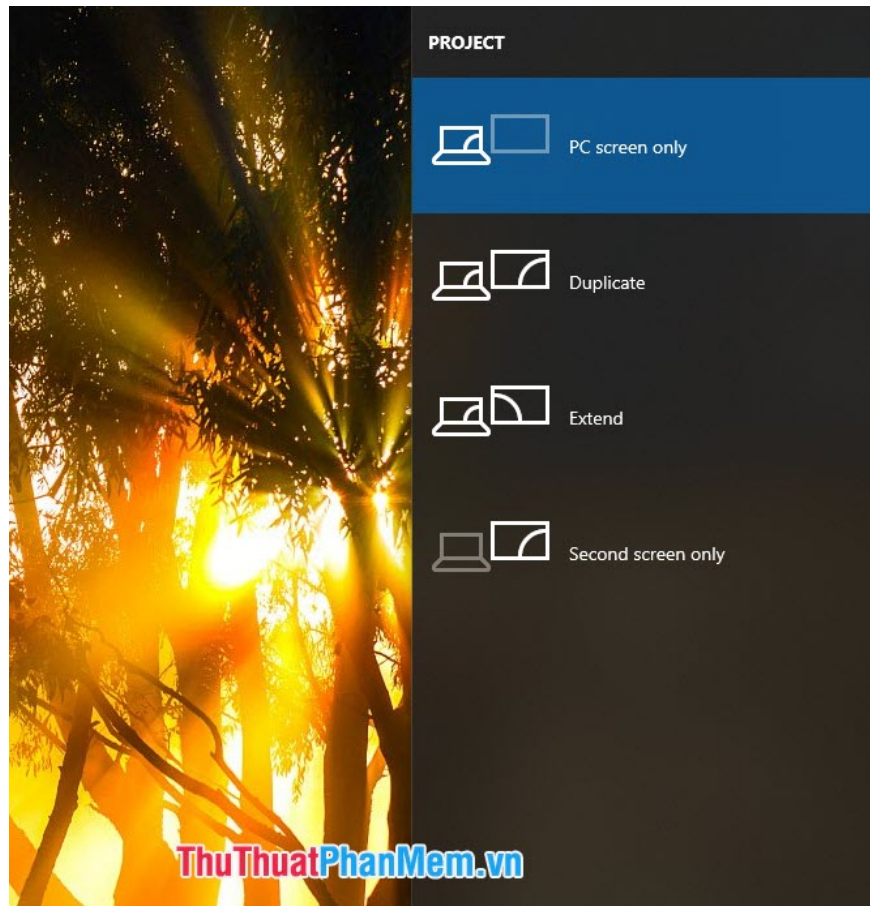 PROJECT
PC screen only
Duplicate
Extend
Second screen only
ThuThuatPhanMem.vn